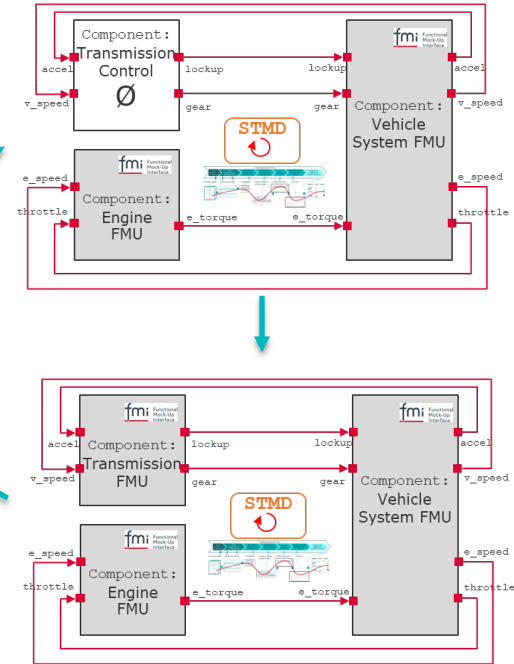 Component:
Transmission
Control
Ø
accel
v_speed
lockup
gear
fmi Functional
Mock-Up
Interface
Component:
Engine
FMU
e_speed
throttle
e_torque
STMD
fmi Functional
Mock-Up
Interface
Component:
Vehicle
System FMU
lockup
gear
e_torque
accel
v_speed
e_speed
throttle
fmi Functional
Mock-Up
Interface
Component:
Transmission
FMU
accel
v_speed
lockup
gear
fmi Functional
Mock-Up
Interface
Component:
Engine
FMU
e_speed
throttle
e_torque
STMD
fmi Functional
Mock-Up
Interface
Component:
Vehicle
System FMU
lockup
gear
e_torque
accel
v_speed
e_speed
throttle